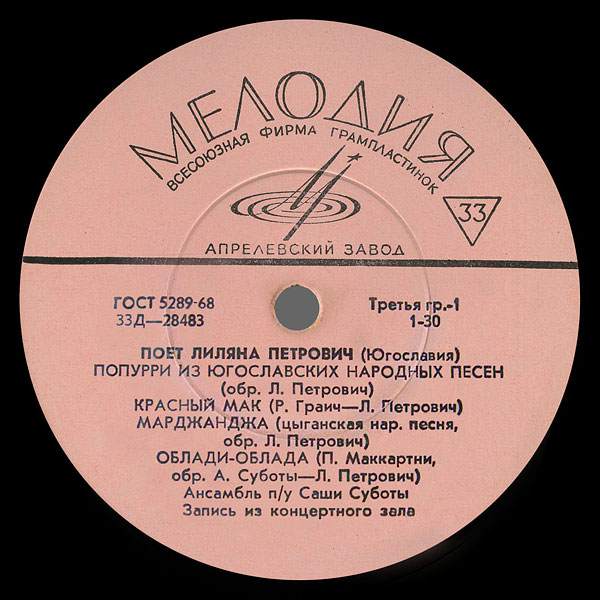 МЕЛОДИЯ
ВСЕСОЮЗНАЯ ФИРМА ГРАМПЛАСТИНОК
33
АПРЕЛЕВСКИЙ ЗАВОД
ГОСТ 5289-68 Третья гр.-1
33Д—28483 1-30
ПОЕТ ЛИЛЯНА ПЕТРОВИЧ (Югославия)
ПОПУРРИ ИЗ ЮГОСЛАВСКИХ НАРОДНЫХ ПЕСЕН
(обр. Л. Петрович)
КРАСНЫЙ МАК (Р. Граич—Л. Петрович)
МАРДЖАНДЖА (цыганская нар. песня,
обр. Л. Петрович)
ОБЛАДИ-ОБЛАДА (П. Маккартни,
обр. А. Суботы—Л. Петрович)
Ансамбль п/у Саши Суботы
Запись из концертного зала